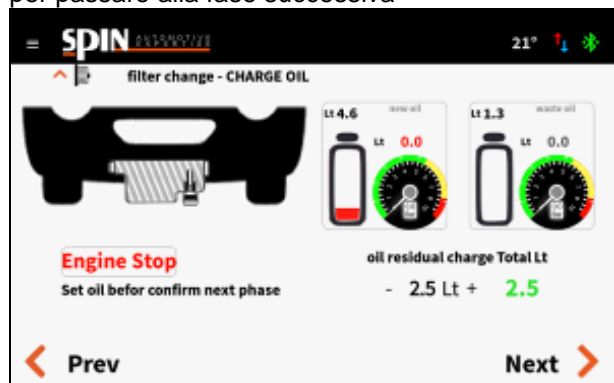 per passare alla fase successiva
≡ SPIN AUTOMOTIVE EXPERTISE 21°
filter change - CHARGE OIL
Lt 4.6 new oil Lt 1.3 waste oil
Lt 0.0 Lt 0.0
Engine Stop oil residual charge Total Lt
Set oil befor confirm next phase - 2.5 Lt + 2.5
Prev Next